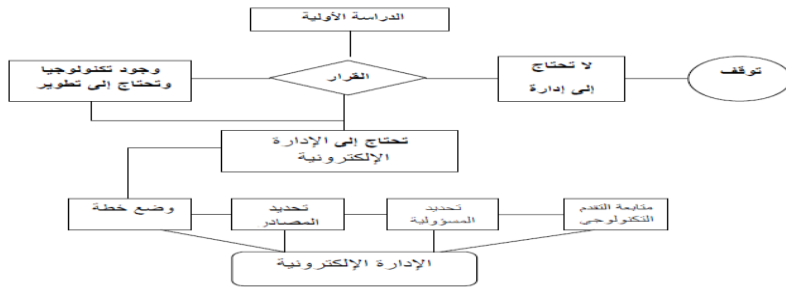 الدراسة الأولية
القرار
وجود تكنولوجيا
وتحتاج إلى تطوير
لا تحتاج
إلى إدارة
توقف
تحتاج إلى الإدارة
الإلكترونية
وضع خطة
تحديد
المصادر
تحديد
المسؤولية
متابعة التقدم
التكنولوجي
الإدارة الإلكترونية